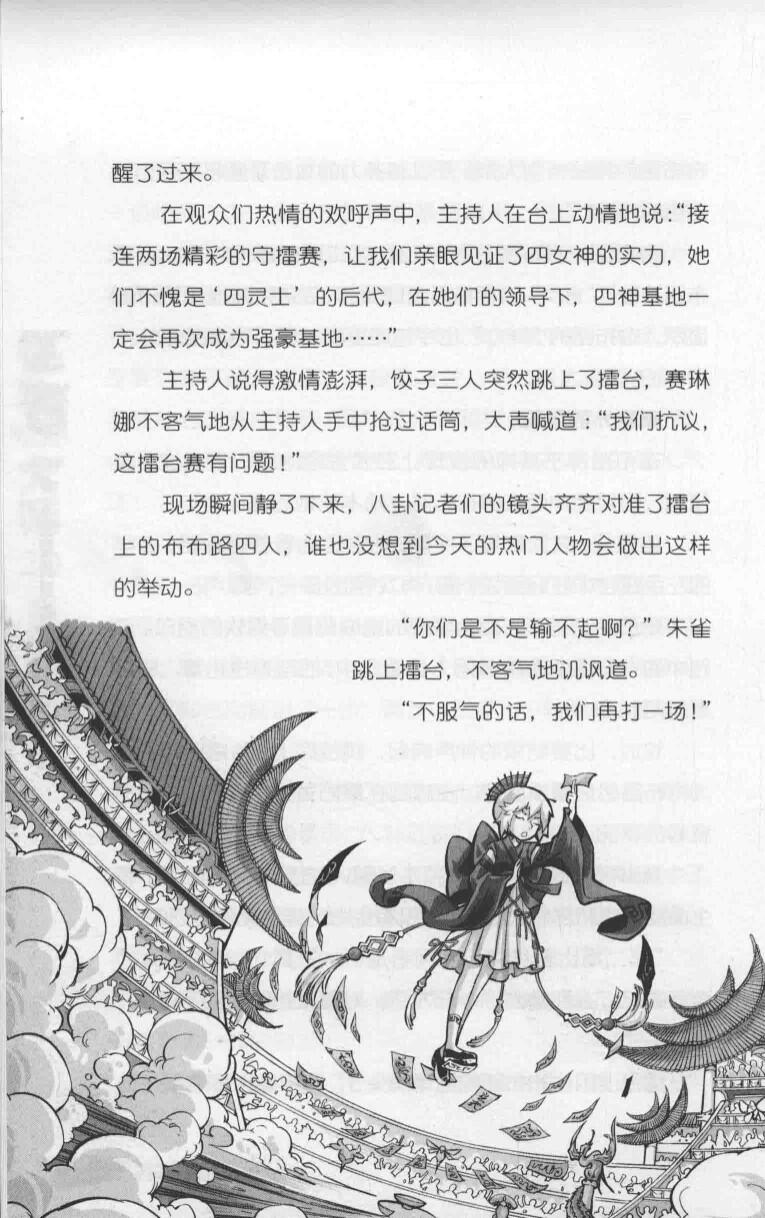 醒了过来。
在观众们热情的欢呼声中，主持人在台上动情地说：“接
连两场精彩的守擂赛，让我们亲眼见证了四女神的实力，她
们不愧是‘四灵士’的后代，在她们的领导下，四神基地一
定会再次成为强豪基地……”
主持人说得激情澎湃，饺子三人突然跳上了擂台，赛琳
娜不客气地从主持人手中抢过话筒，大声喊道：“我们抗议，
这擂台赛有问题！”
现场瞬间静了下来，八卦记者们的镜头齐齐对准了擂台
上的布布路四人，谁也没想到今天的热门人物会做出这样
的举动。
“你们是不是输不起啊？”朱雀
跳上擂台，不客气地讥讽道。
“不服气的话，我们再打一场！”